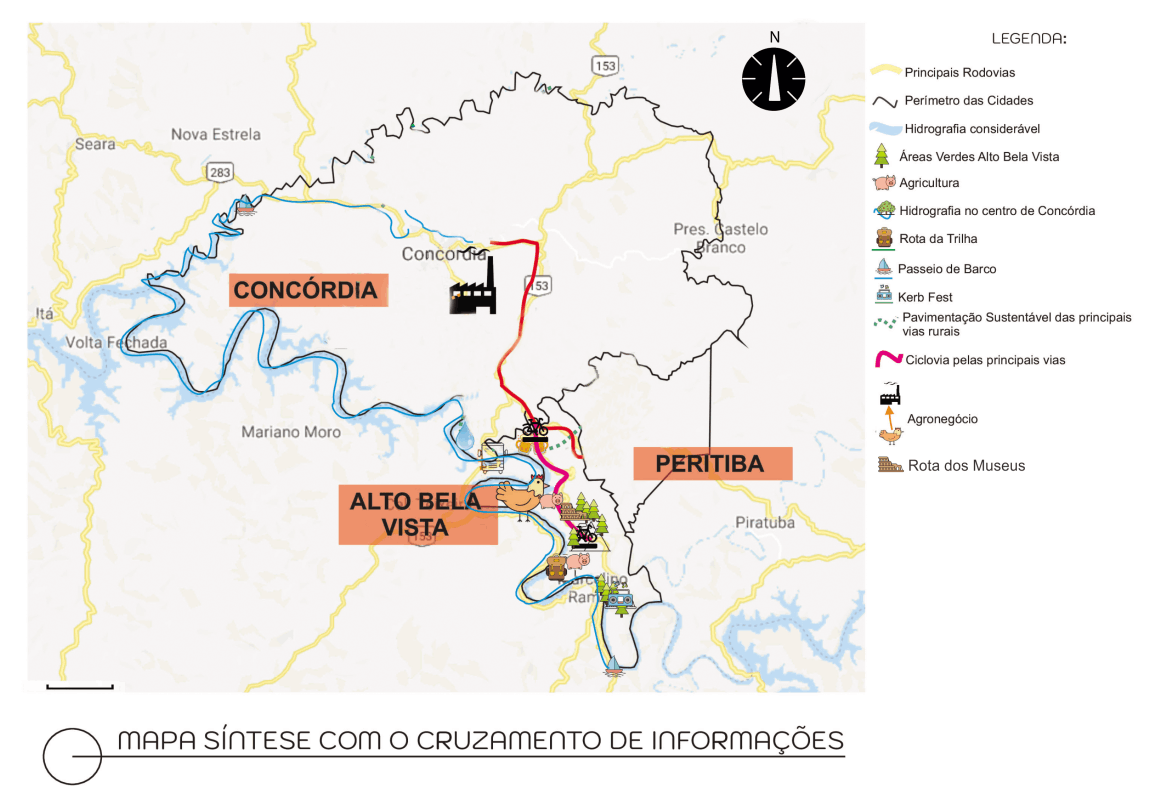 N
153
Nova Estrela
Seara
283
Pres. Castelo
Branco
Concórdia
CONCÓRDIA
153
Itá
Volta Fechada
Mariano Moro
PERITIBA
ALTO BELA
VISTA
153
Piratuba
LEGENDA:
Principais Rodovias
Perímetro das Cidades
Hidrografia considerável
Áreas Verdes Alto Bela Vista
Agricultura
Hidrografia no centro de Concórdia
Rota da Trilha
Passeio de Barco
Kerb Fest
Pavimentação Sustentável das principais
vias rurais
Ciclovia pelas principais vias
Agronegócio
Rota dos Museus
MAPA SÍNTESE COM O CRUZAMENTO DE INFORMAÇÕES